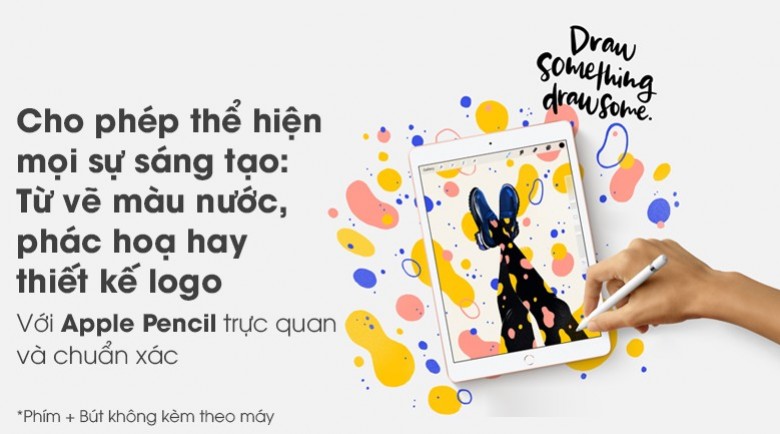 Draw
something
drawsome.
Cho phép thể hiện
mọi sự sáng tạo:
Từ vẽ màu nước,
phác hoạ hay
thiết kế logo
Với Apple Pencil trực quan
và chuẩn xác
*Phím + Bút không kèm theo máy